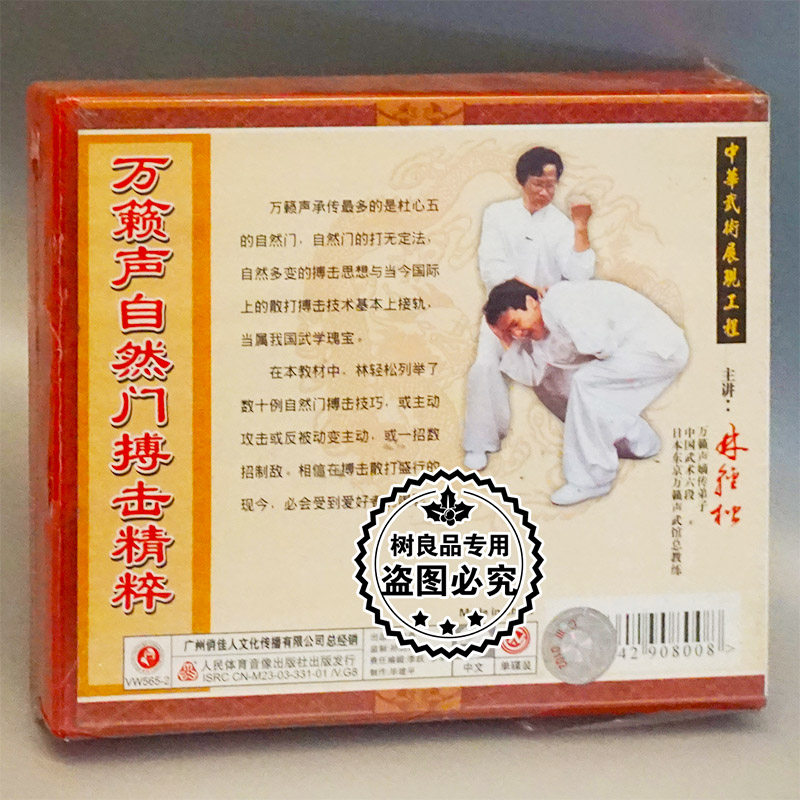 万籁声自然门搏击精粹
万籁声承传最多的是杜心五
的自然门，自然门的打无定法，
自然多变的搏击思想与当今国际
上的散打搏击技术基本上接轨，
当属我国武学瑰宝。
在本教材中，林轻松列举了
数十例自然门搏击技巧，或主动
攻击或反被动变主动，或一招数
招制敌。相信在搏击散打盛行的
现今，必会受到爱好
中華武術展现工程
主讲：
林轻松
万籁声嫡传弟子
中国武术六段
日本东京万籁声武馆总教练
树良品专用
盗图必究
Made in
VW565-2
广州俏佳人文化传播有限公司总经销
人民体育音像出版社出版发行
ISRC CN-M23-03-331-01 /V.G8
中文
单碟装
42 908008 >